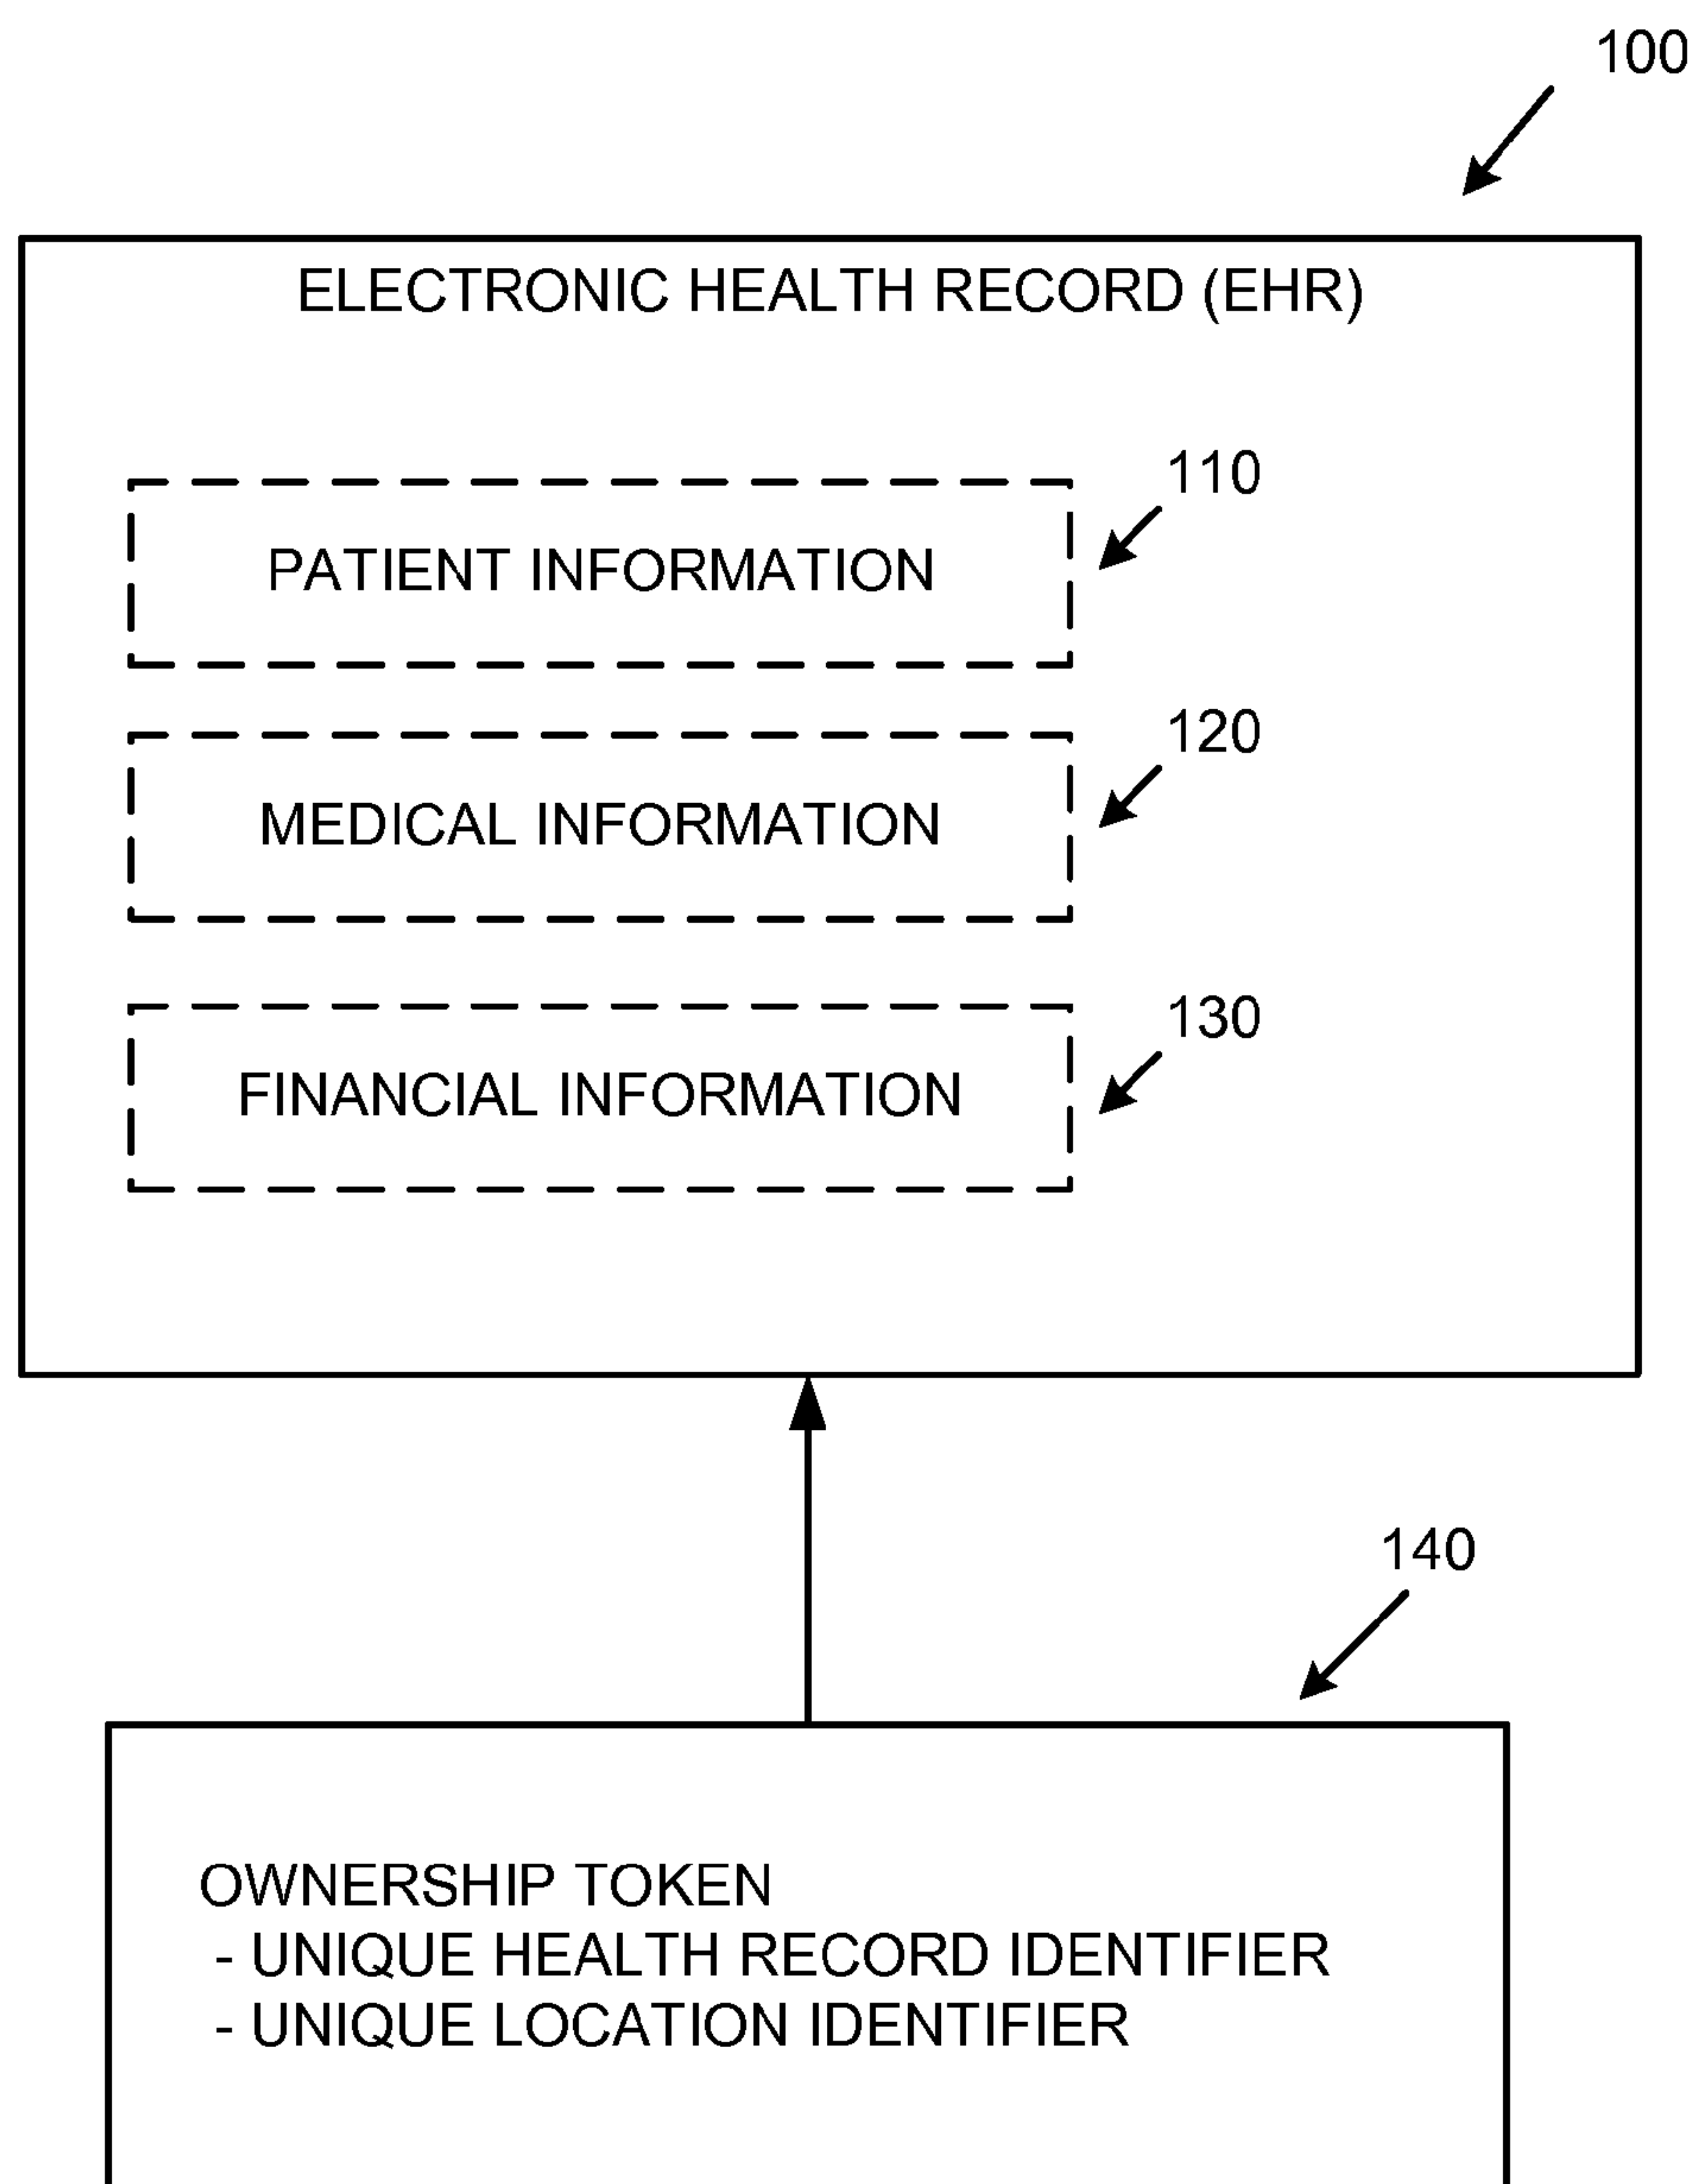 100
ELECTRONIC HEALTH RECORD (EHR)
110
PATIENT INFORMATION
120
MEDICAL INFORMATION
130
FINANCIAL INFORMATION
140
OWNERSHIP TOKEN
- UNIQUE HEALTH RECORD IDENTIFIER
- UNIQUE LOCATION IDENTIFIER